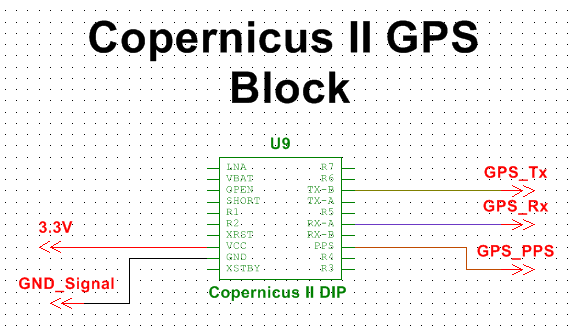 Copernicus II GPS
Block
U9
LNA R7
VBAT R6
OPEN TX-B
SHORT TX-A
R1 R5
R2 RX-A
XRST RX-B
VCC PPS
GND R4
XSTBY R3
Copernicus II DIP
3.3V
GND_Signal
GPS_Tx
GPS_Rx
GPS_PPS